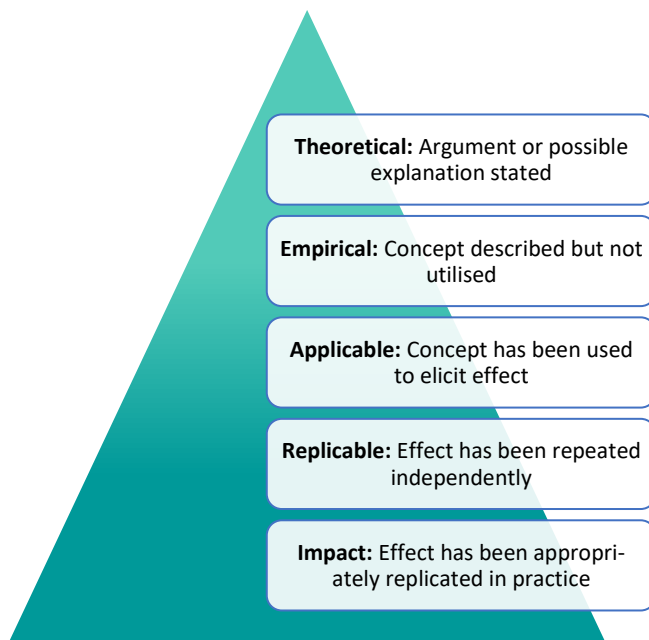 Theoretical: Argument or possible
explanation stated
Empirical: Concept described but not
utilised
Applicable: Concept has been used
to elicit effect
Replicable: Effect has been repeated
independently
Impact: Effect has been appropri-
ately replicated in practice